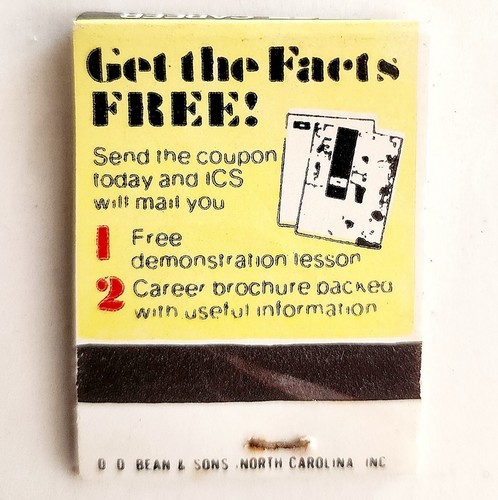 Get the Facts
FREE!
Send the coupon
today and ICS
will mail you
1 Free
demonstration lesson
2 Career brochure packed
with useful information
D D BEAN & SONS NORTH CAROLINA INC